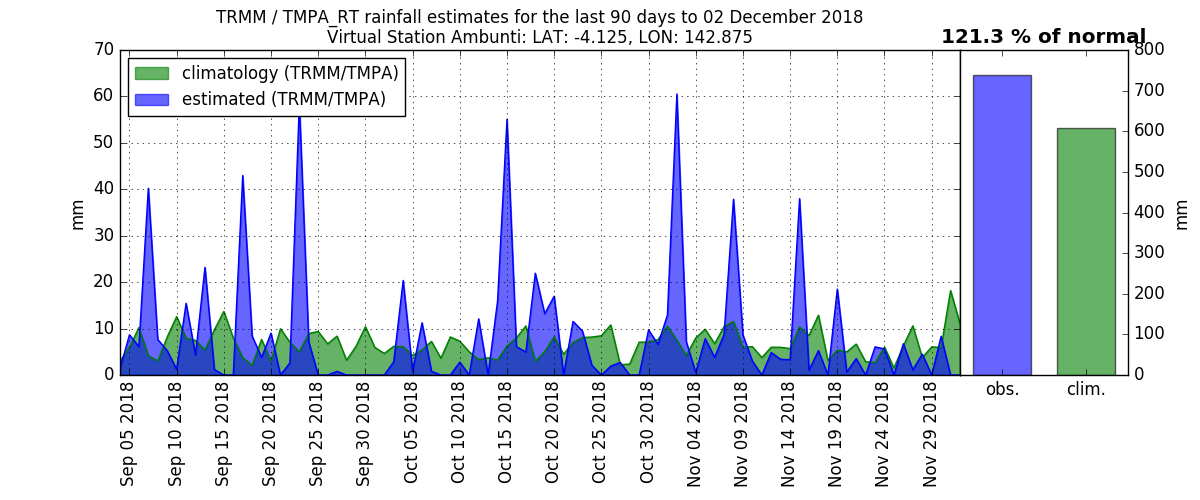 TRMM / TMPA_RT rainfall estimates for the last 90 days to 02 December 2018
Virtual Station Ambunti: LAT: -4.125, LON: 142.875
121.3 % of normal
climatology (TRMM/TMPA)
estimated (TRMM/TMPA)
70
60
50
40
30
20
10
0
mm
Sep 05 2018
Sep 10 2018
Sep 15 2018
Sep 20 2018
Sep 25 2018
Sep 30 2018
Oct 05 2018
Oct 10 2018
Oct 15 2018
Oct 20 2018
Oct 25 2018
Oct 30 2018
Nov 04 2018
Nov 09 2018
Nov 14 2018
Nov 19 2018
Nov 24 2018
Nov 29 2018
obs.
clim.
800
700
600
500
400
300
200
100
0
mm